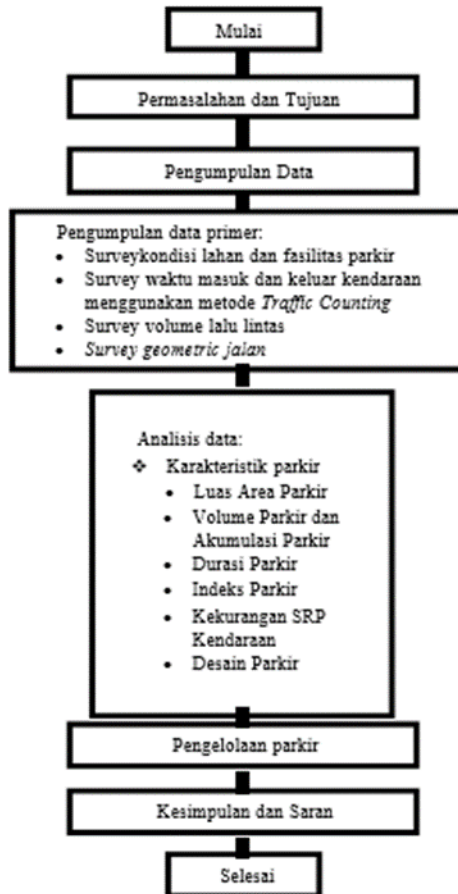 Mulai
Permasalahan dan Tujuan
Pengumpulan Data
Pengumpulan data primer:
• Surveykondisi lahan dan fasilitas parkir
• Survey waktu masuk dan keluar kendaraan
menggunakan metode Traffic Counting
• Survey volume lalu lintas
• Survey geometric jalan
Analisis data:
❖ Karakteristik parkir
• Luas Area Parkir
• Volume Parkir dan
Akumulasi Parkir
• Durasi Parkir
• Indeks Parkir
• Kekurangan SRP
Kendaraan
• Desain Parkir
Pengelolaan parkir
Kesimpulan dan Saran
Selesai